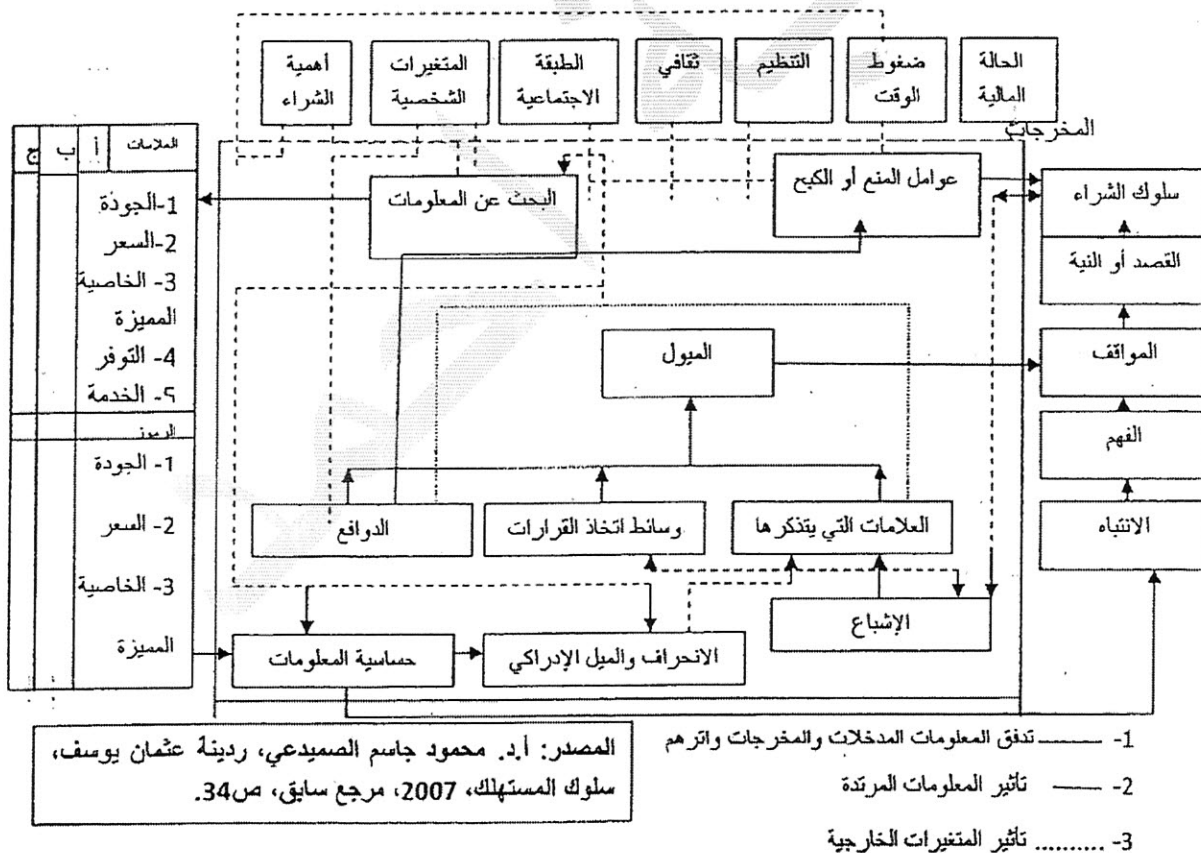 الحالة
المالية
ضغوط
الوقت
التنظيم
ثقافي
الطبقة
الاجتماعية
المتغيرات
الشخصية
أهمية
الشراء
المخرجات
العلامات
أ
ب
ج
1-الجودة
2-السعر
3- الخاصية
المميزة
4- التوفر
5- الخدمة
الرموز
1- الجودة
2- السعر
3- الخاصية
المميزة
البحث عن المعلومات
عوامل المنع أو الكبح
سلوك الشراء
القصد أو النية
المواقف
الفهم
الانتباه
الميول
الدوافع
وسائط اتخاذ القرارات
العلامات التي يتذكرها
الإشباع
حساسية المعلومات
الانحراف والميل الإدراكي
المصدر: أ.د. محمود جاسم الصميدعي، ردينة عثمان يوسف،
سلوك المستهلك، 2007، مرجع سابق، ص34.
1- ــــــــ تدفق المعلومات المدخلات والمخرجات واثرهم
2- ــــــ تأثير المعلومات المرتدة
3- .......... تأثير المتغيرات الخارجية